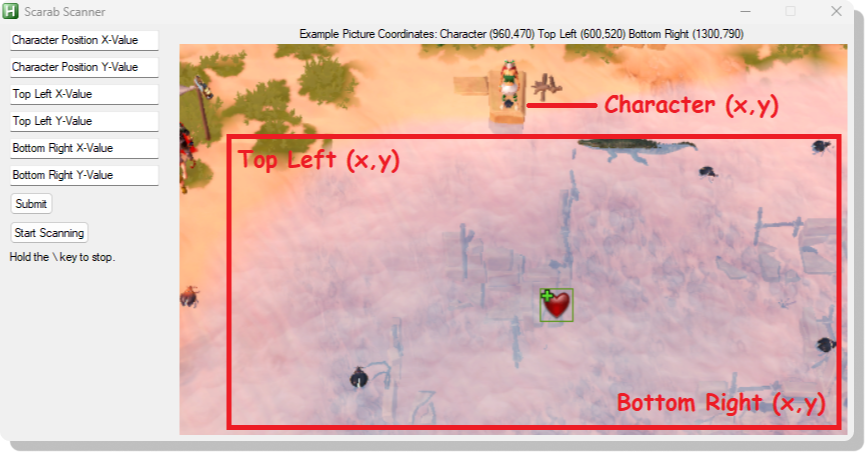 Scarab Scanner
Example Picture Coordinates: Character (960,470) Top Left (600,520) Bottom Right (1300,790)
Character Position X-Value
Character Position Y-Value
Top Left X-Value
Top Left Y-Value
Bottom Right X-Value
Bottom Right Y-Value
Submit
Start Scanning
Hold the \ key to stop.
Character (x,y)
Top Left (x,y)
Bottom Right (x,y)